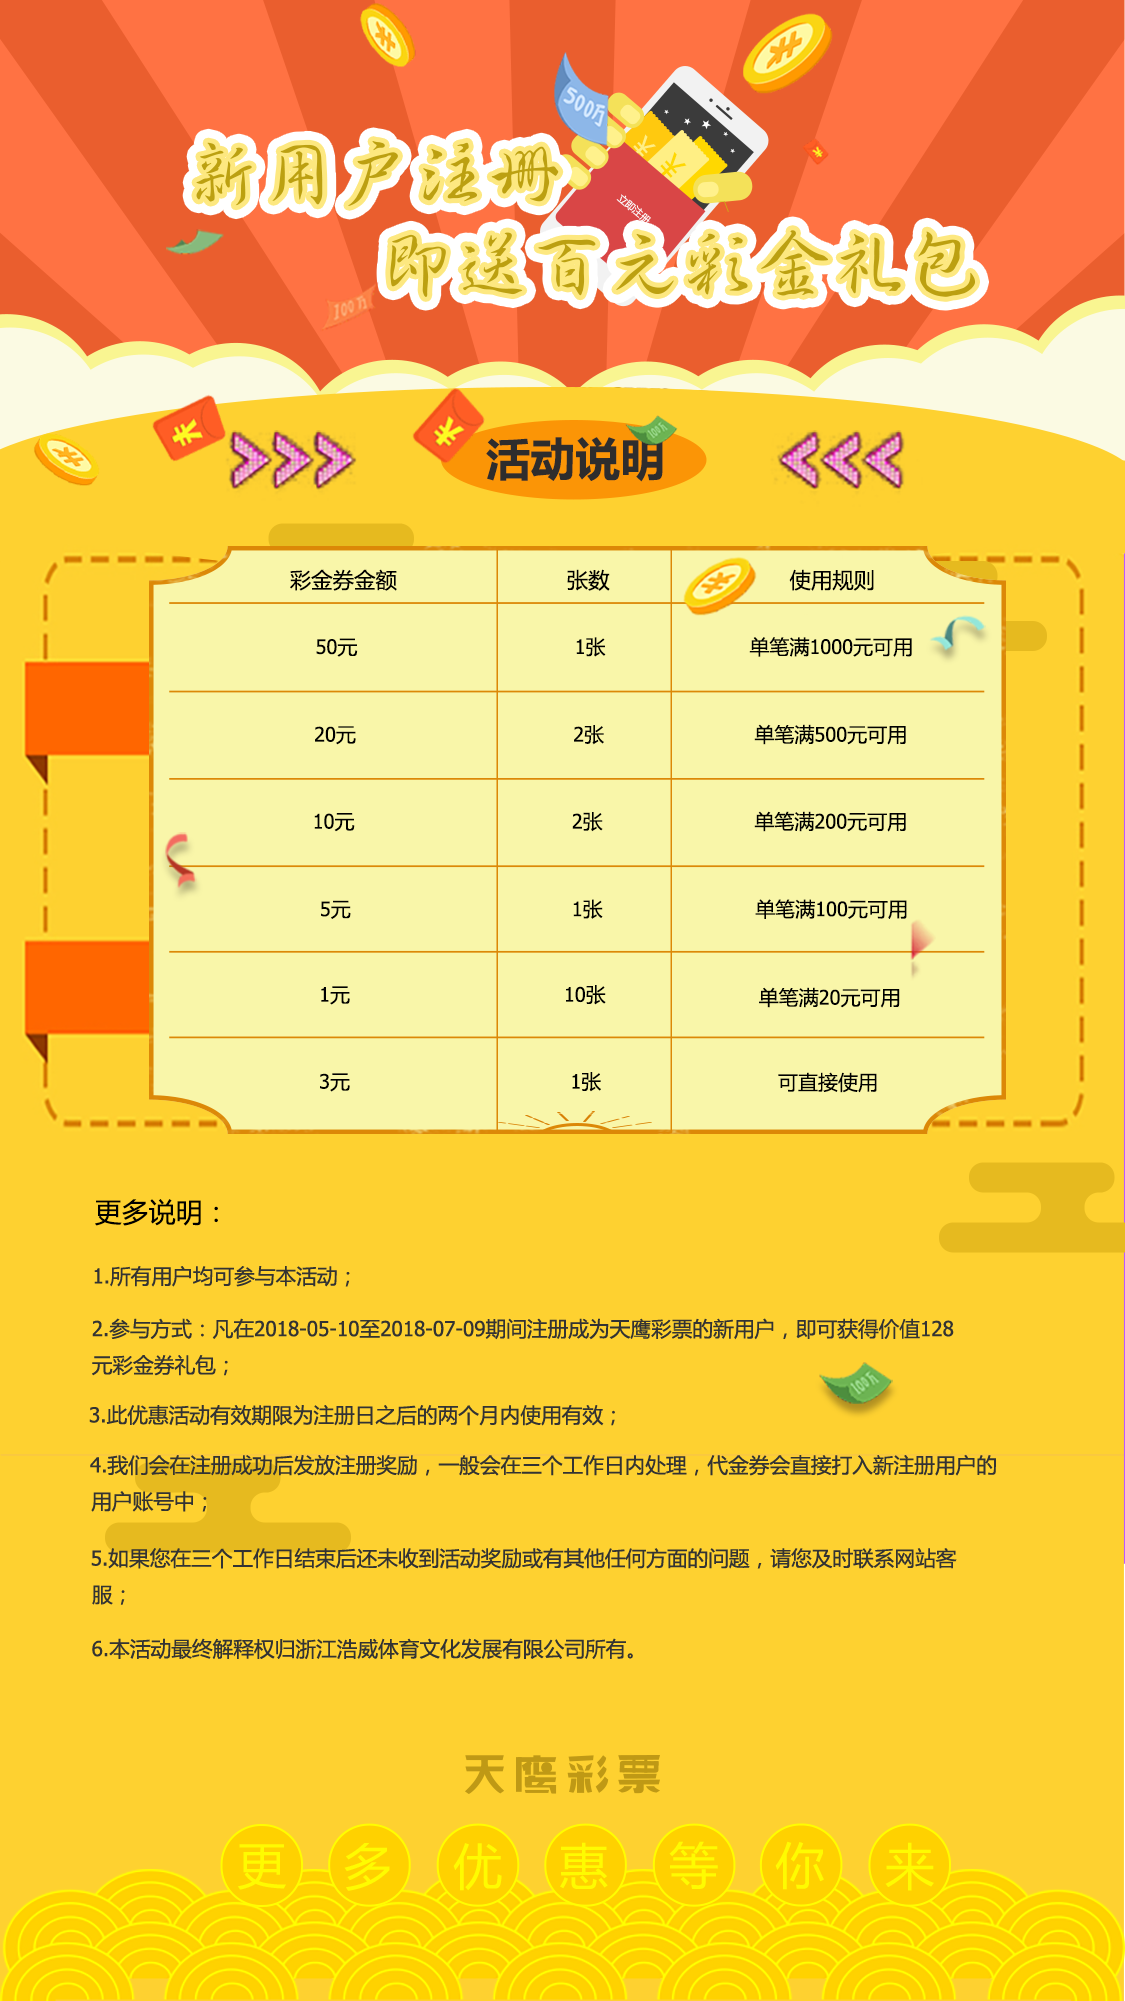 500万
立即注册
新用户注册
即送百元彩金礼包
100万
活动说明
100万
彩金券金额 张数 使用规则
50元 1张 单笔满1000元可用
20元 2张 单笔满500元可用
10元 2张 单笔满200元可用
5元 1张 单笔满100元可用
1元 10张 单笔满20元可用
3元 1张 可直接使用
更多说明：
1.所有用户均可参与本活动；
2.参与方式：凡在2018-05-10至2018-07-09期间注册成为天鹰彩票的新用户，即可获得价值128
元彩金券礼包；
100万
3.此优惠活动有效期限为注册日之后的两个月内使用有效；
4.我们会在注册成功后发放注册奖励，一般会在三个工作日内处理，代金券会直接打入新注册用户的
用户账号中；
5.如果您在三个工作日结束后还未收到活动奖励或有其他任何方面的问题，请您及时联系网站客
服；
6.本活动最终解释权归浙江浩威体育文化发展有限公司所有。
天鹰彩票
更多优惠等你来